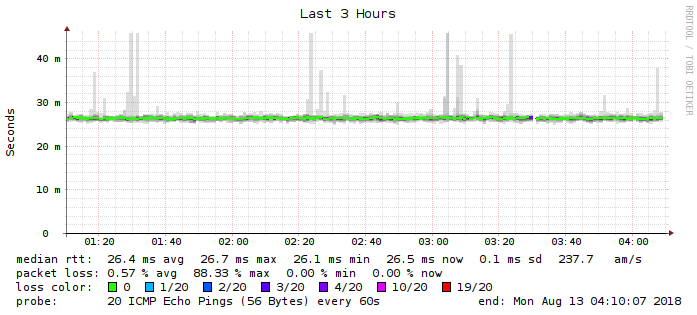 Last 3 Hours
RRDTOOL / TOBI OETIKER
Seconds
40 m
30 m
20 m
10 m
0
01:20 01:40 02:00 02:20 02:40 03:00 03:20 03:40 04:00
median rtt: 26.4 ms avg 26.7 ms max 26.1 ms min 26.5 ms now 0.1 ms sd 237.7 am/s
packet loss: 0.57 % avg 88.33 % max 0.00 % min 0.00 % now
loss color: 0 1/20 2/20 3/20 4/20 10/20 19/20
probe: 20 ICMP Echo Pings (56 Bytes) every 60s end: Mon Aug 13 04:10:07 2018